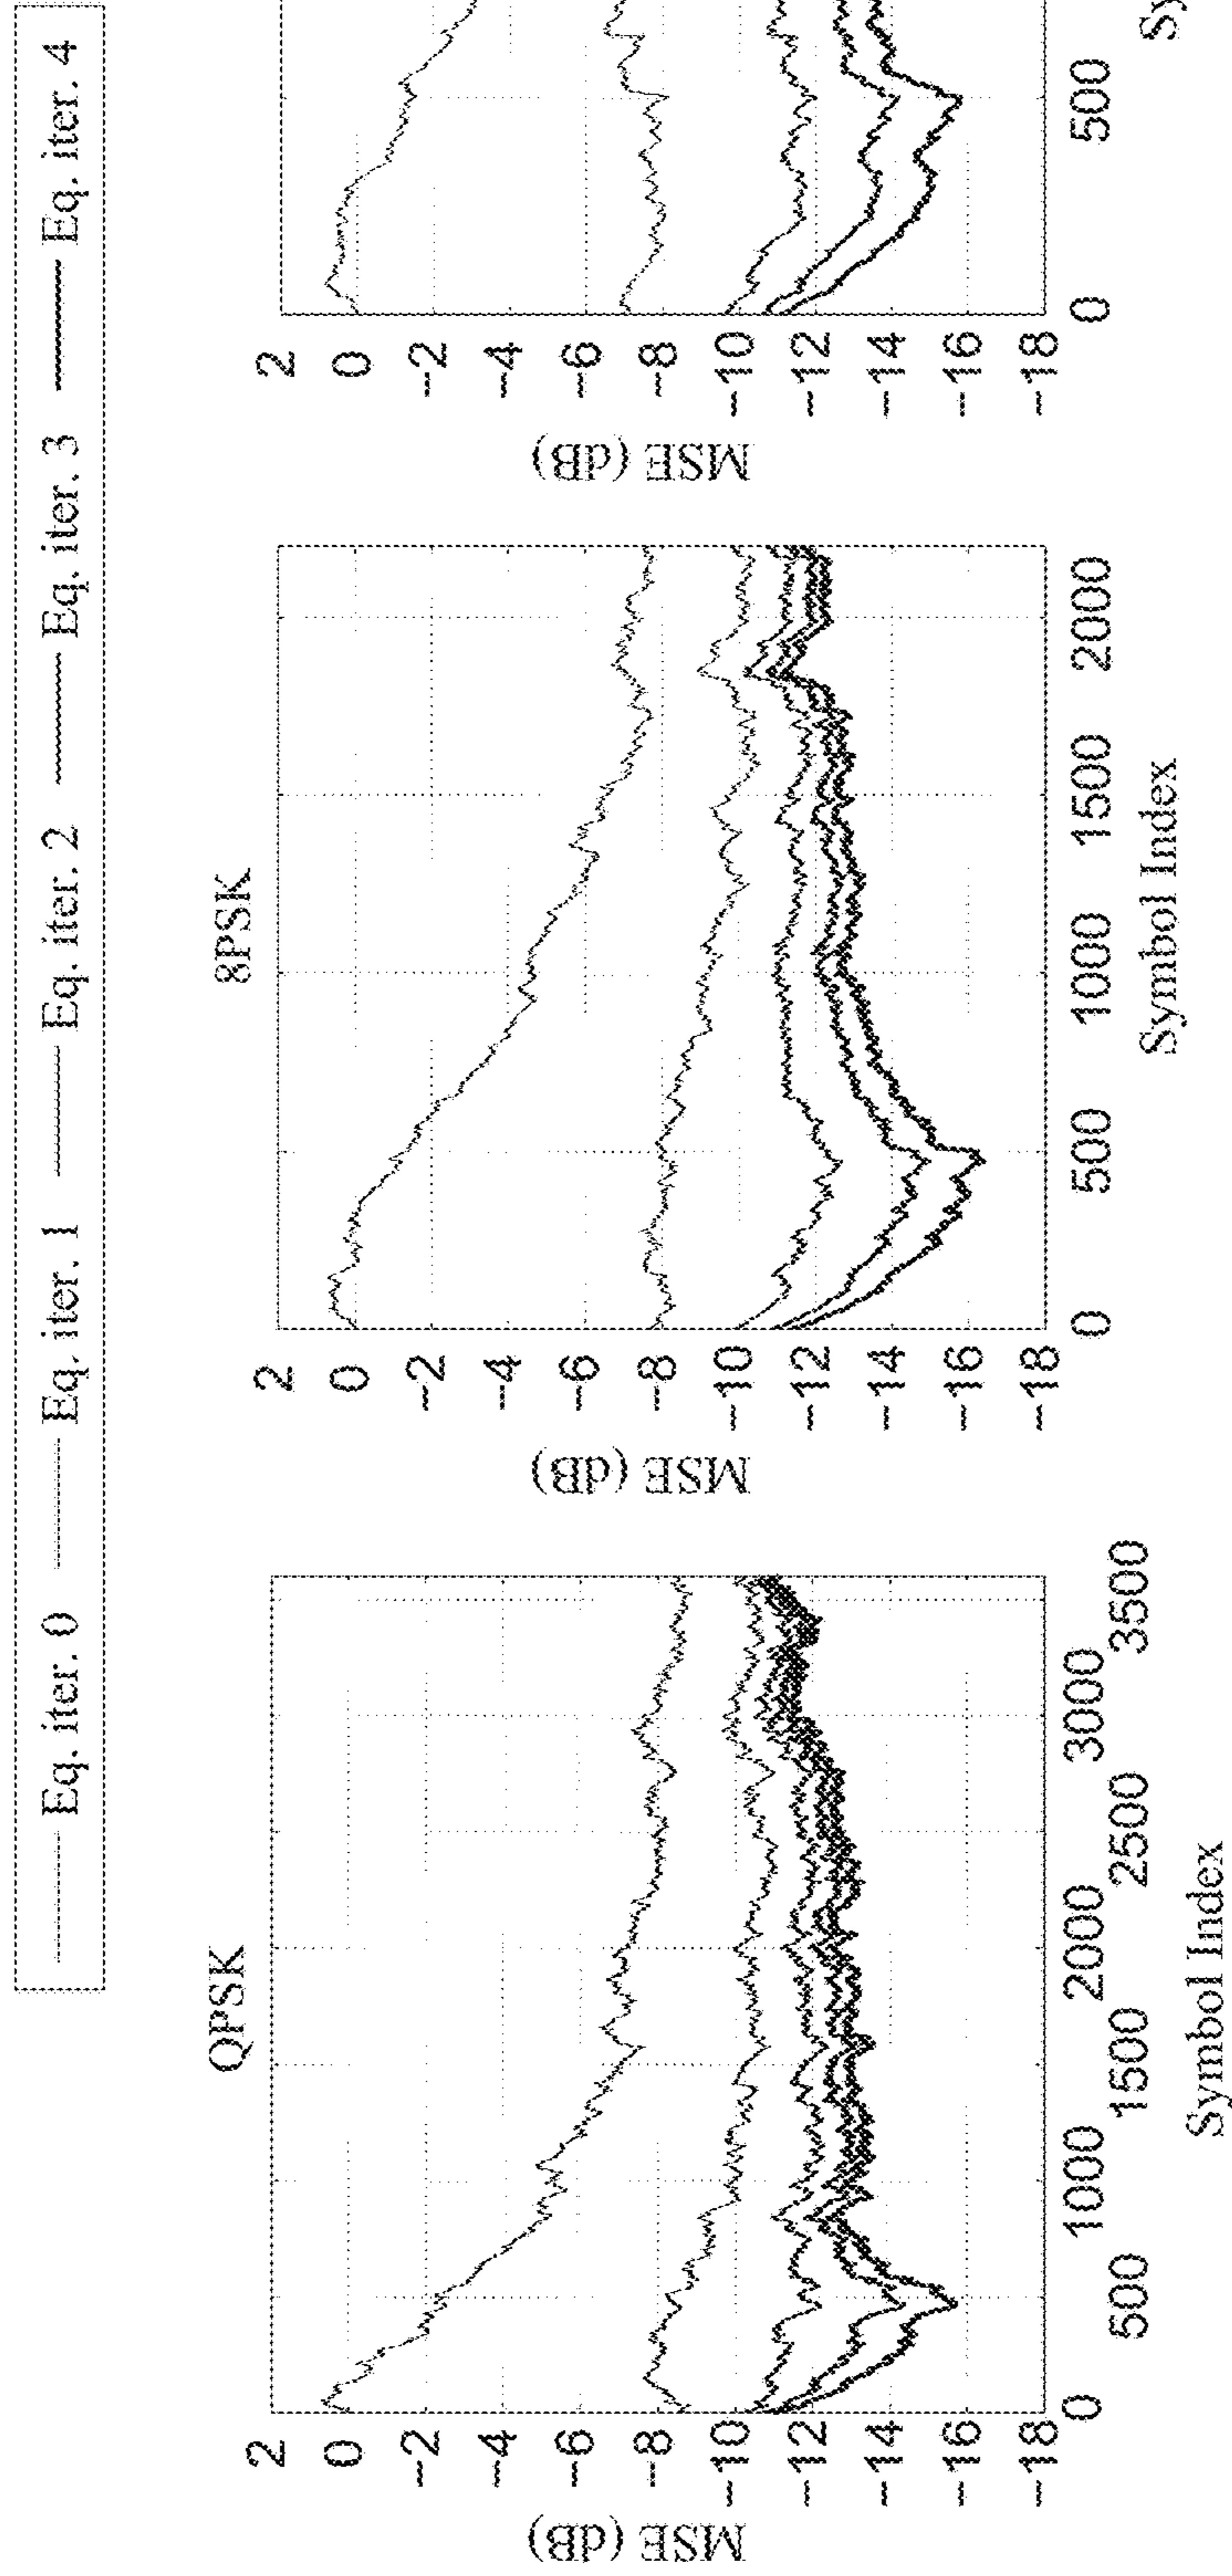 Eq. iter. 0 Eq. iter. 1 Eq. iter. 2 Eq. iter. 3 Eq. iter. 4
QPSK
MSE (dB)
2
0
-2
-4
-6
-8
-10
-12
-14
-16
-18
0 1000 2000 3000
500 1500 2500 3500
Symbol Index
8PSK
MSE (dB)
2
0
-2
-4
-6
-8
-10
-12
-14
-16
-18
0 500 1000 1500 2000
Symbol Index
MSE (dB)
2
0
-2
-4
-6
-8
-10
-12
-14
-16
-18
0 500
Sy